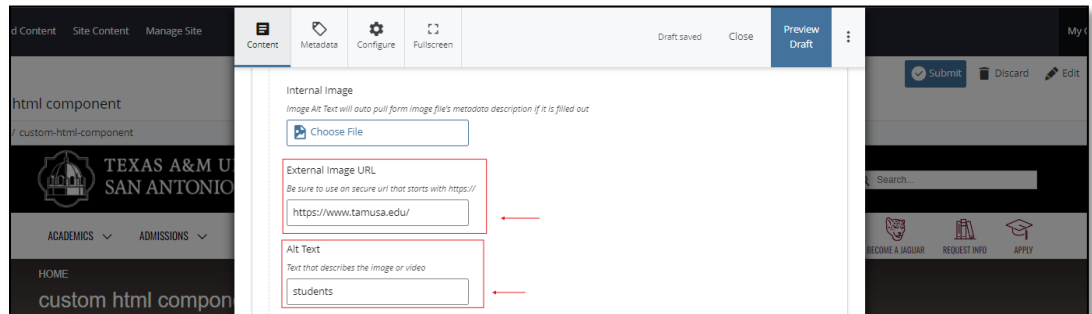 d Content Site Content Manage Site
Content Metadata Configure Fullscreen
Draft saved Close Preview Draft
My
Submit Discard Edit
html component
/ custom-html-component
Internal Image
Image Alt Text will auto pull form image file's metadata description if it is filled out
Choose File
External Image URL
Be sure to use an secure url that starts with https://
https://www.tamusa.edu/
Alt Text
Text that describes the image or video
students
TEXAS A&M U
SAN ANTONIO
Search...
ACADEMICS ADMISSIONS
BECOME A JAGUAR REQUEST INFO APPLY
HOME
custom html compon